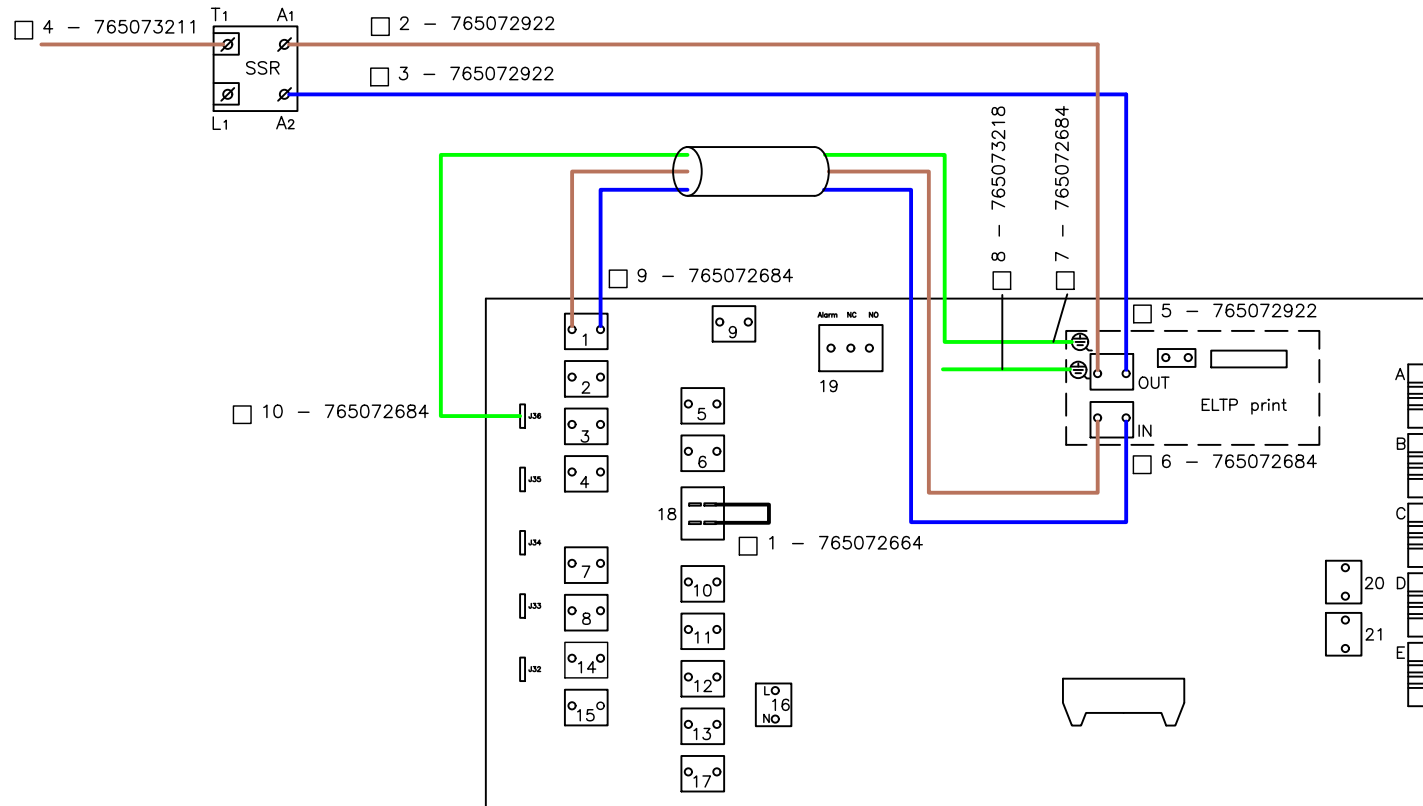 T1 A1
4 - 765073211
2 - 765072922
SSR
3 - 765072922
L1 A2
8 - 765073218
7 - 765072684
9 - 765072684
5 - 765072922
Alarm NC NO
1
9
19
OUT
A
2
ELTP print
10 - 765072684
J36
3
5
IN
B
6
6 - 765072684
J35
4
18
C
1 - 765072664
J34
7
10
20
D
J33
8
11
21
E
J32
14
12
L
16
N
15
13
17